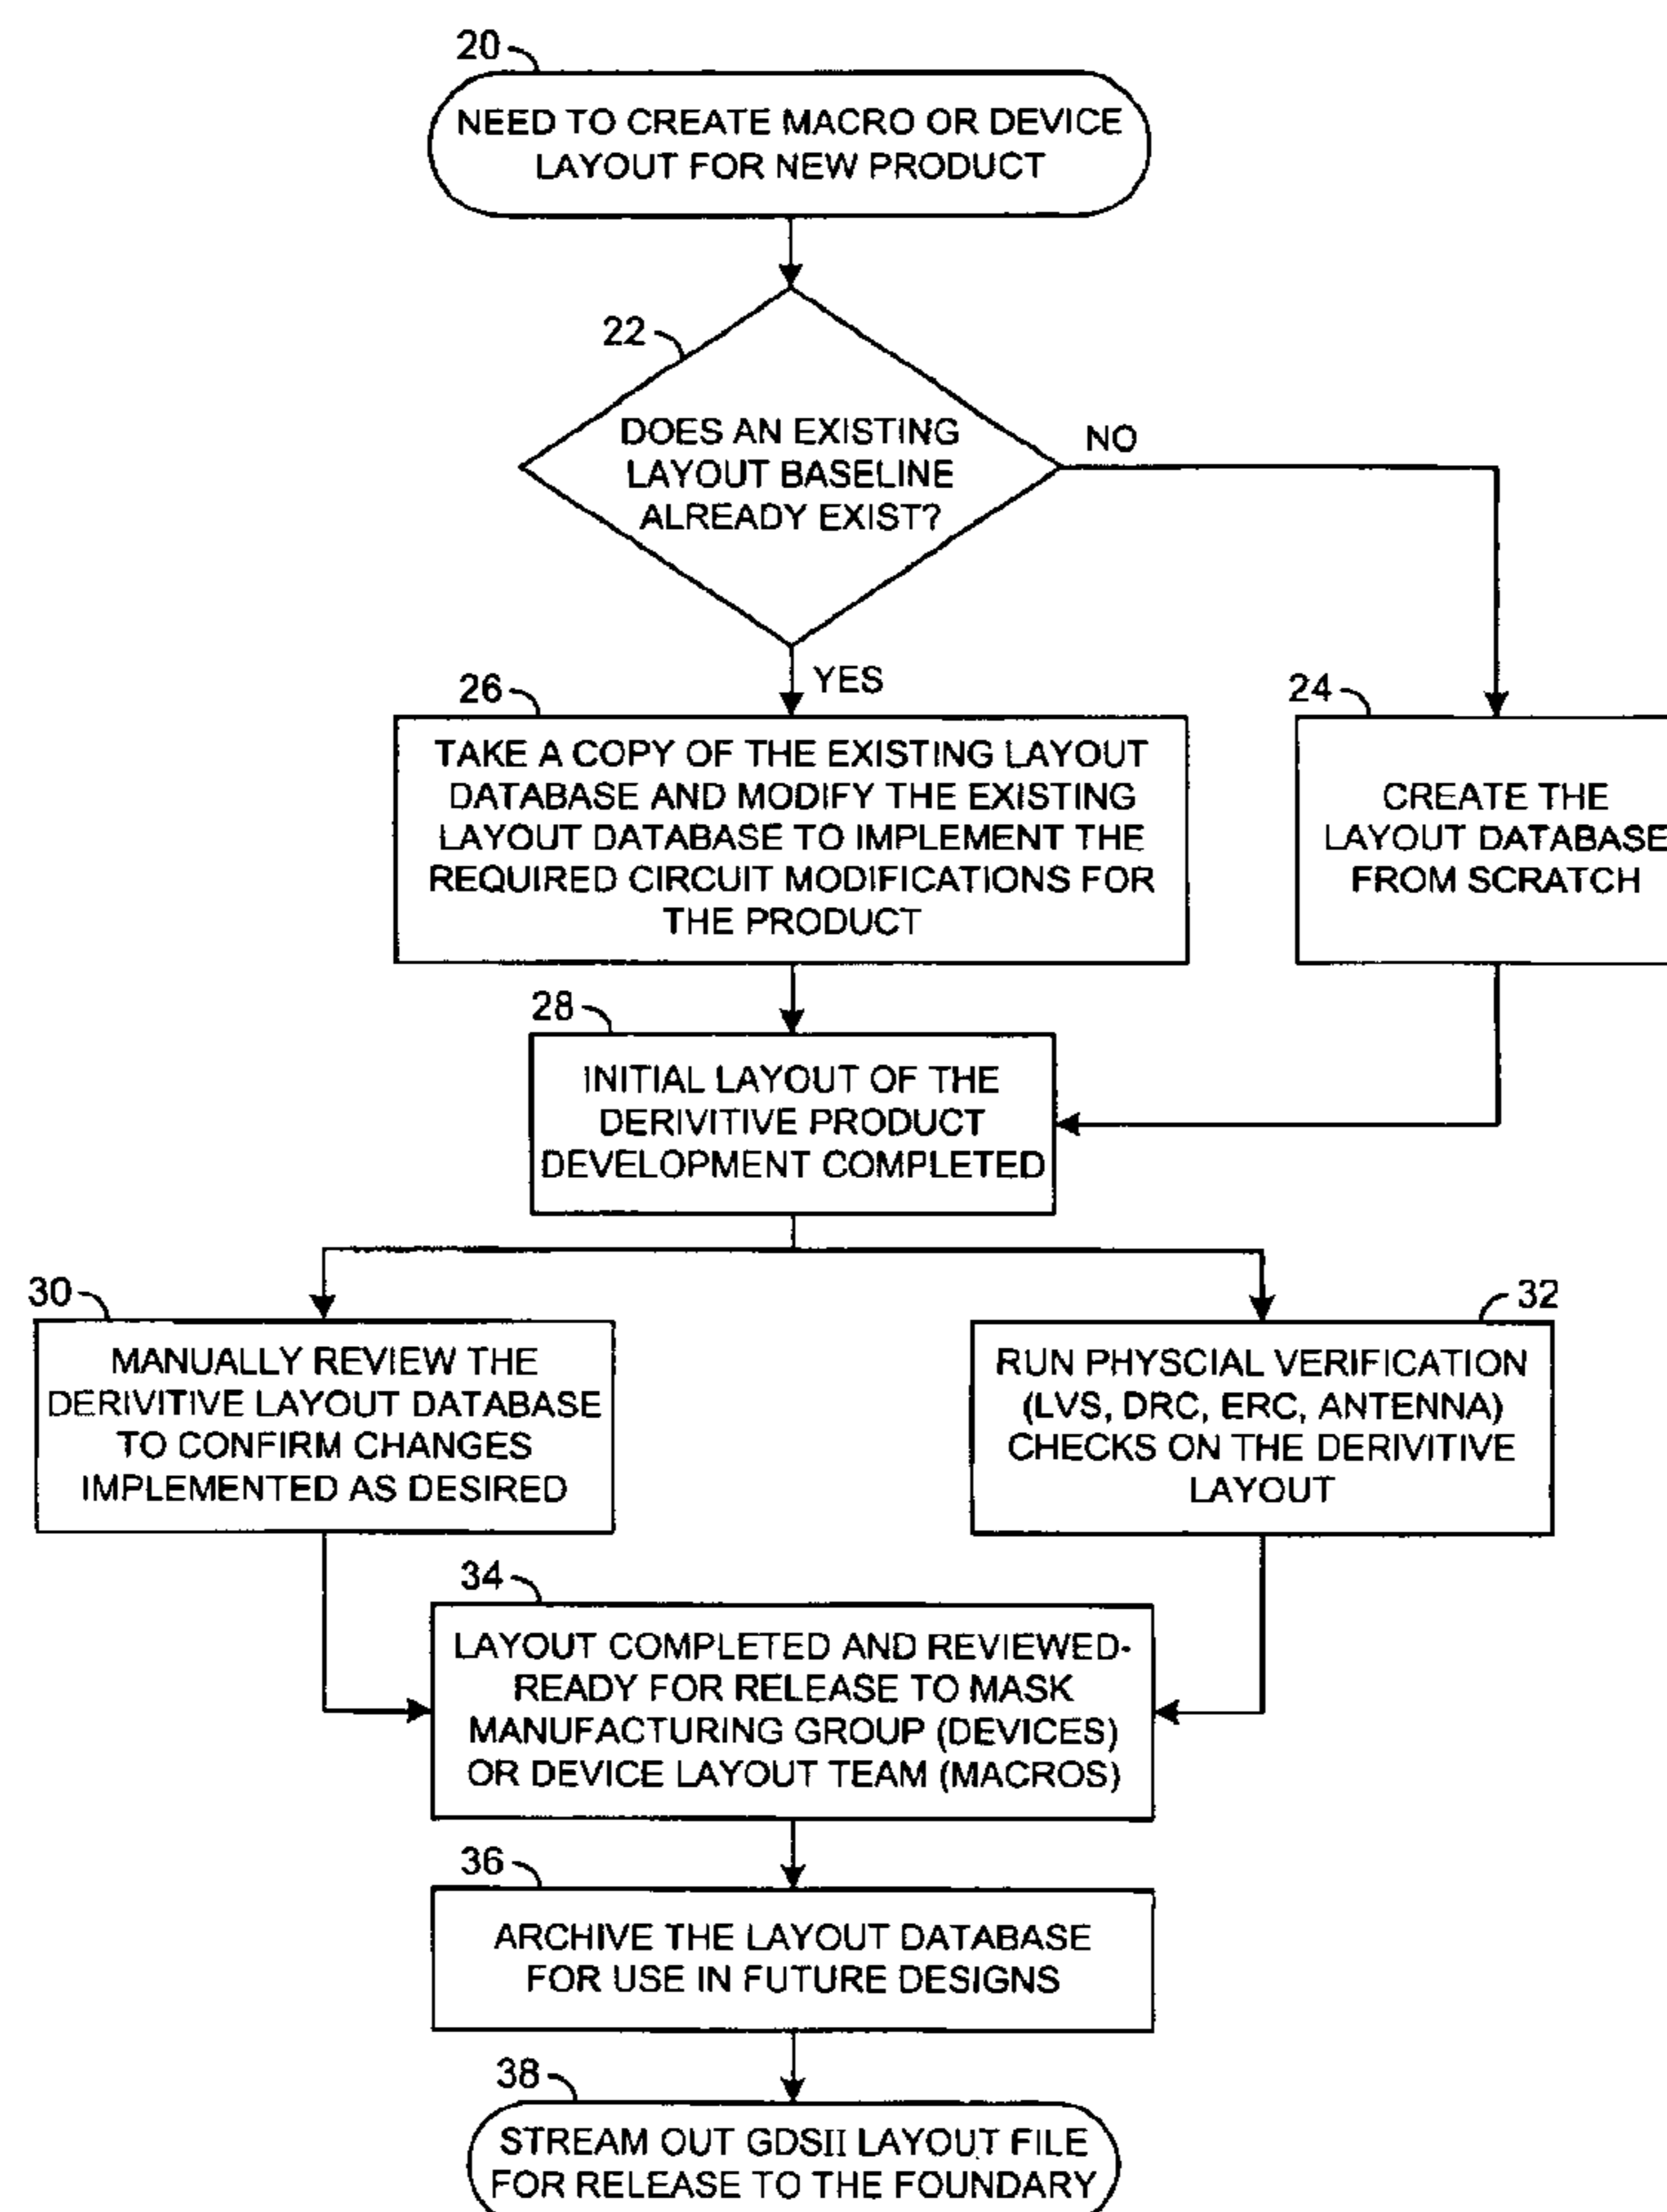 20
NEED TO CREATE MACRO OR DEVICE
LAYOUT FOR NEW PRODUCT
22
DOES AN EXISTING
LAYOUT BASELINE
ALREADY EXIST?
NO
YES
26
TAKE A COPY OF THE EXISTING LAYOUT
DATABASE AND MODIFY THE EXISTING
LAYOUT DATABASE TO IMPLEMENT THE
REQUIRED CIRCUIT MODIFICATIONS FOR
THE PRODUCT
24
CREATE THE
LAYOUT DATABASE
FROM SCRATCH
28
INITIAL LAYOUT OF THE
DERIVITIVE PRODUCT
DEVELOPMENT COMPLETED
30
MANUALLY REVIEW THE
DERIVITIVE LAYOUT DATABASE
TO CONFIRM CHANGES
IMPLEMENTED AS DESIRED
32
RUN PHYSCIAL VERIFICATION
(LVS, DRC, ERC, ANTENNA)
CHECKS ON THE DERIVITIVE
LAYOUT
34
LAYOUT COMPLETED AND REVIEWED-
READY FOR RELEASE TO MASK
MANUFACTURING GROUP (DEVICES)
OR DEVICE LAYOUT TEAM (MACROS)
36
ARCHIVE THE LAYOUT DATABASE
FOR USE IN FUTURE DESIGNS
38
STREAM OUT GDSII LAYOUT FILE
FOR RELEASE TO THE FOUNDARY